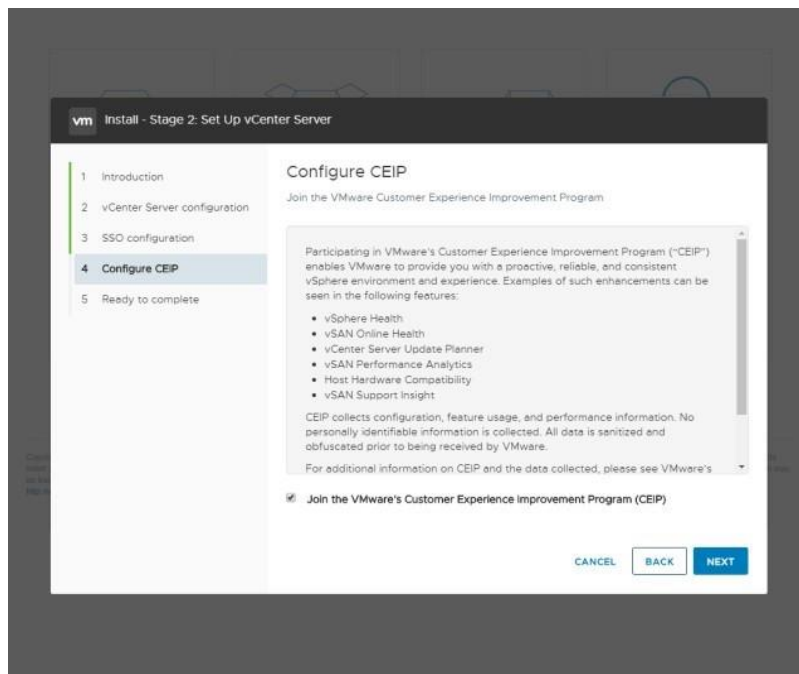 vm Install - Stage 2: Set Up vCenter Server
1 Introduction
2 vCenter Server configuration
3 SSO configuration
4 Configure CEIP
5 Ready to complete
Configure CEIP
Join the VMware Customer Experience Improvement Program
Participating in VMware's Customer Experience Improvement Program ("CEIP")
enables VMware to provide you with a proactive, reliable, and consistent
vSphere environment and experience. Examples of such enhancements can be
seen in the following features:
• vSphere Health
• vSAN Online Health
• vCenter Server Update Planner
• vSAN Performance Analytics
• Host Hardware Compatibility
• vSAN Support Insight
CEIP collects configuration, feature usage, and performance information. No
personally identifiable information is collected. All data is sanitized and
obfuscated prior to being received by VMware.
For additional information on CEIP and the data collected, please see VMware's
Join the VMware's Customer Experience Improvement Program (CEIP)
CANCEL BACK NEXT